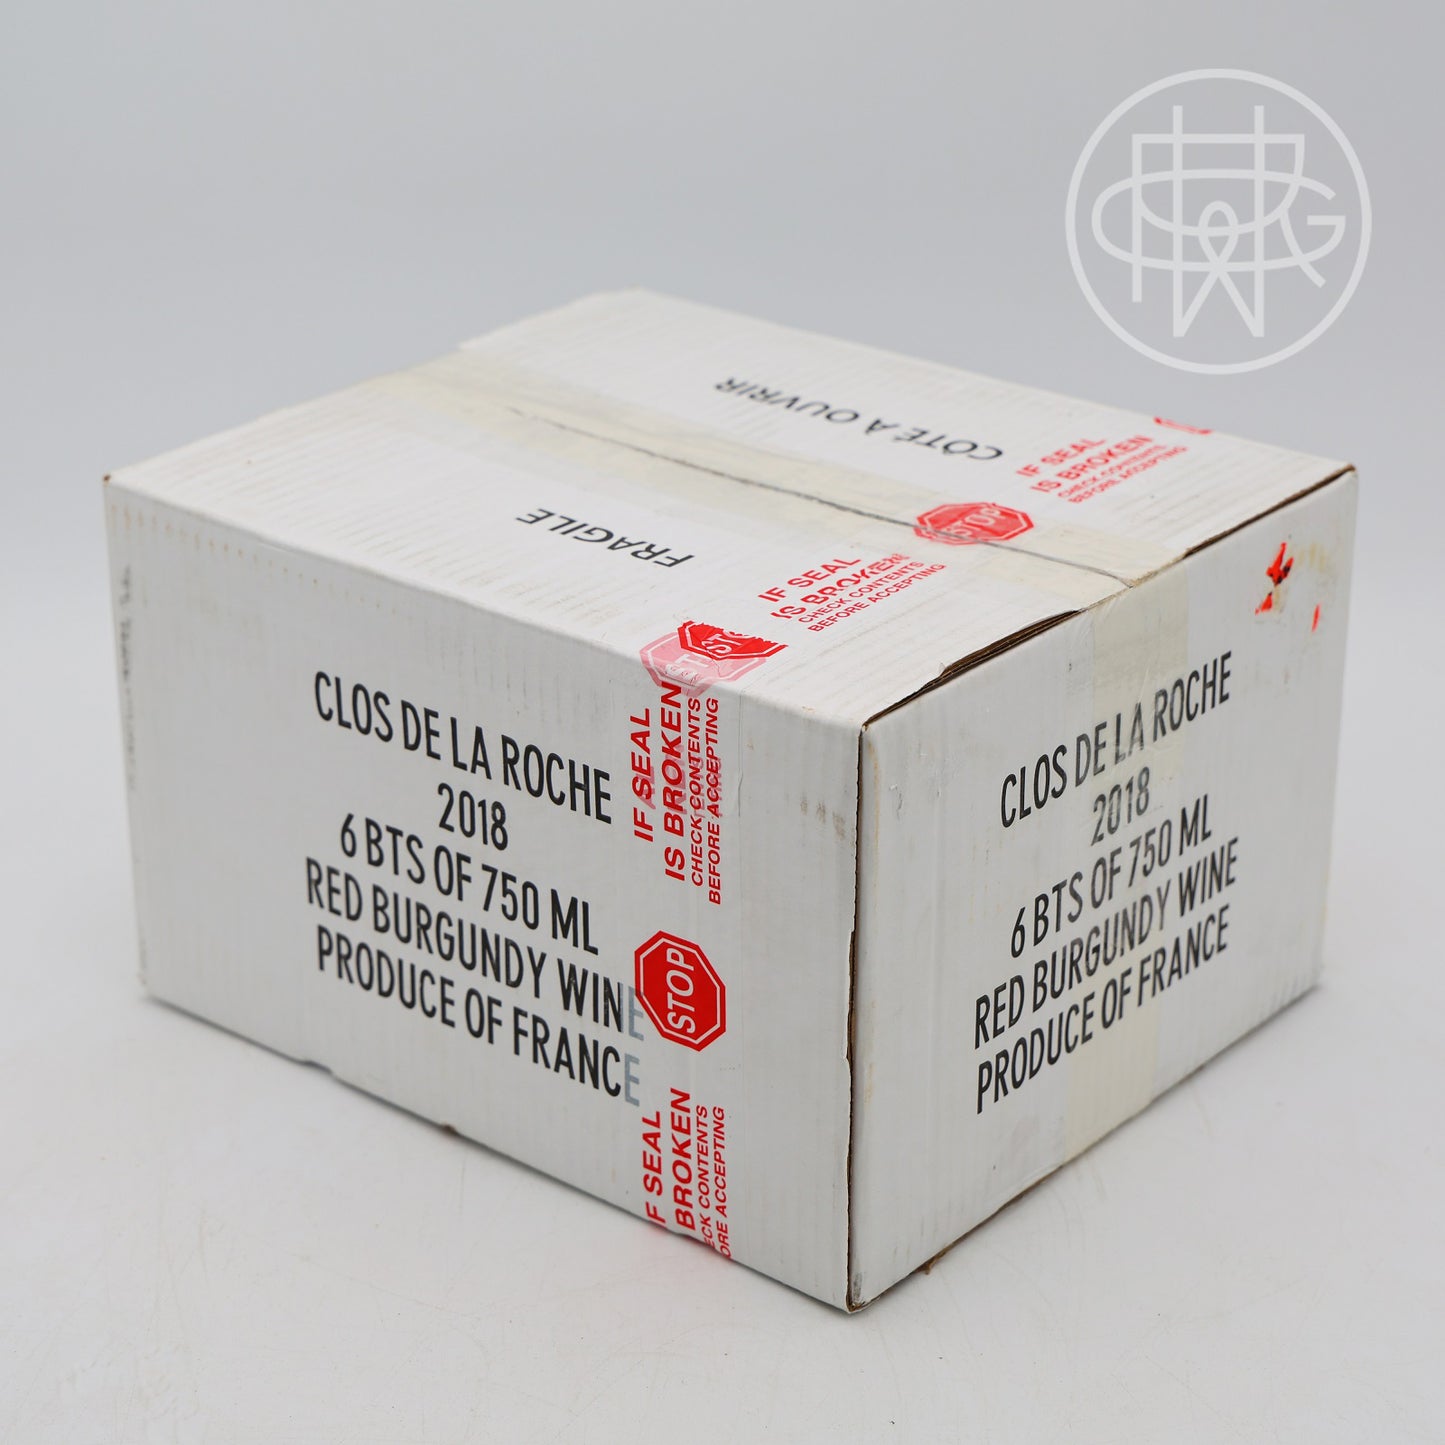 CÔTÉ À OUVRIR
FRAGILE
IF SEAL
IS BROKEN
CHECK CONTENTS
BEFORE ACCEPTING
STOP
IF SEAL
IS BROKEN
CHECK CONTENTS
BEFORE ACCEPTING
STOP
CLOS DE LA ROCHE
2018
6 BTS OF 750 ML
RED BURGUNDY WINE
PRODUCE OF FRANCE
IF SEAL
IS BROKEN
CHECK CONTENTS
BEFORE ACCEPTING
STOP
IF SEAL
BROKEN
CONTENTS
ACCEPTING
CLOS DE LA ROCHE
2018
6 BTS OF 750 ML
RED BURGUNDY WINE
PRODUCE OF FRANCE